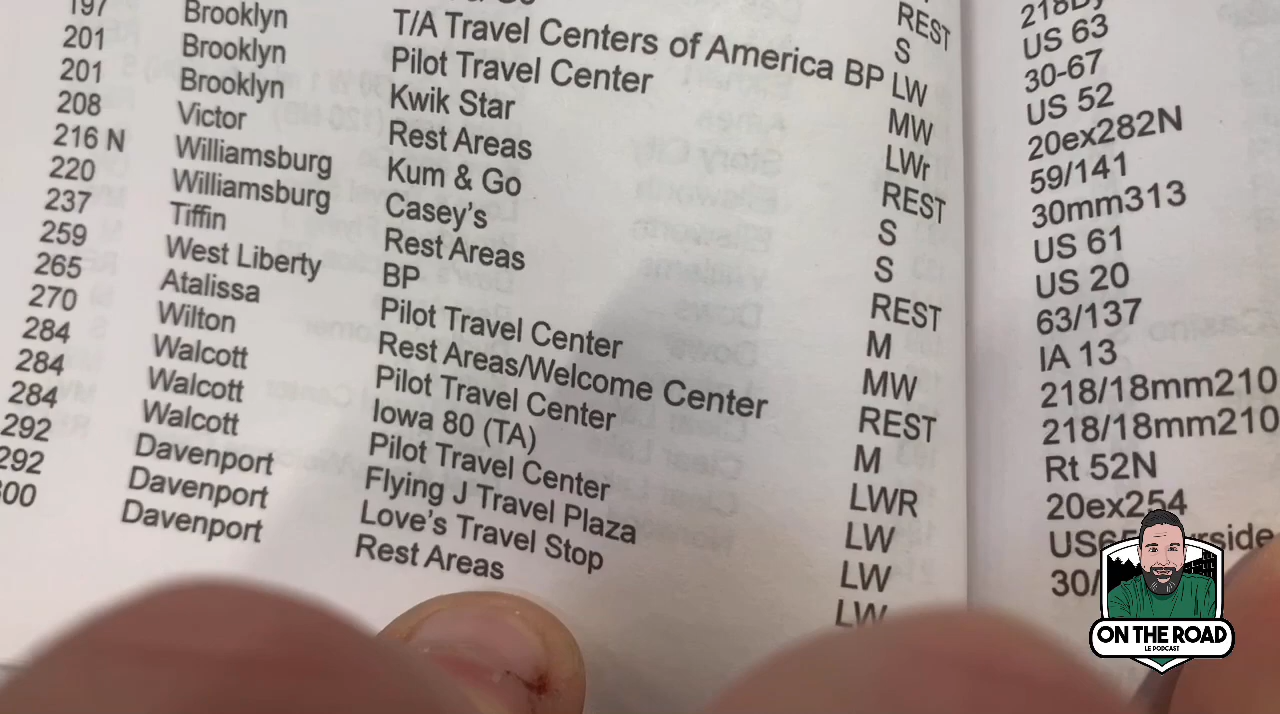 REST
S
197 Brooklyn T/A Travel Centers of America BP LW
201 Brooklyn Pilot Travel Center MW
201 Brooklyn Kwik Star LWr
208 Victor Rest Areas REST
216 N Williamsburg Kum & Go S
220 Williamsburg Casey's S
237 Tiffin Rest Areas REST
259 West Liberty BP M
265 Atalissa Pilot Travel Center MW
270 Wilton Rest Areas/Welcome Center REST
284 Walcott Pilot Travel Center M
284 Walcott Iowa 80 (TA) LWR
284 Walcott Pilot Travel Center LW
292 Davenport Flying J Travel Plaza LW
292 Davenport Love's Travel Stop LW
300 Davenport Rest Areas
US 63
30-67
US 52
20ex282N
59/141
30mm313
US 61
US 20
63/137
IA 13
218/18mm210
218/18mm210
Rt 52N
20ex254
30/
ON THE ROAD
LE PODCAST